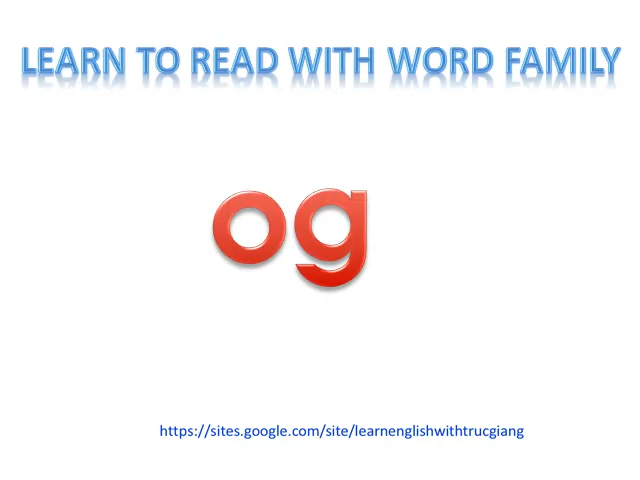 LEARN TO READ WITH WORD FAMILY
og
https://sites.google.com/site/learnenglishwithtrucgiang